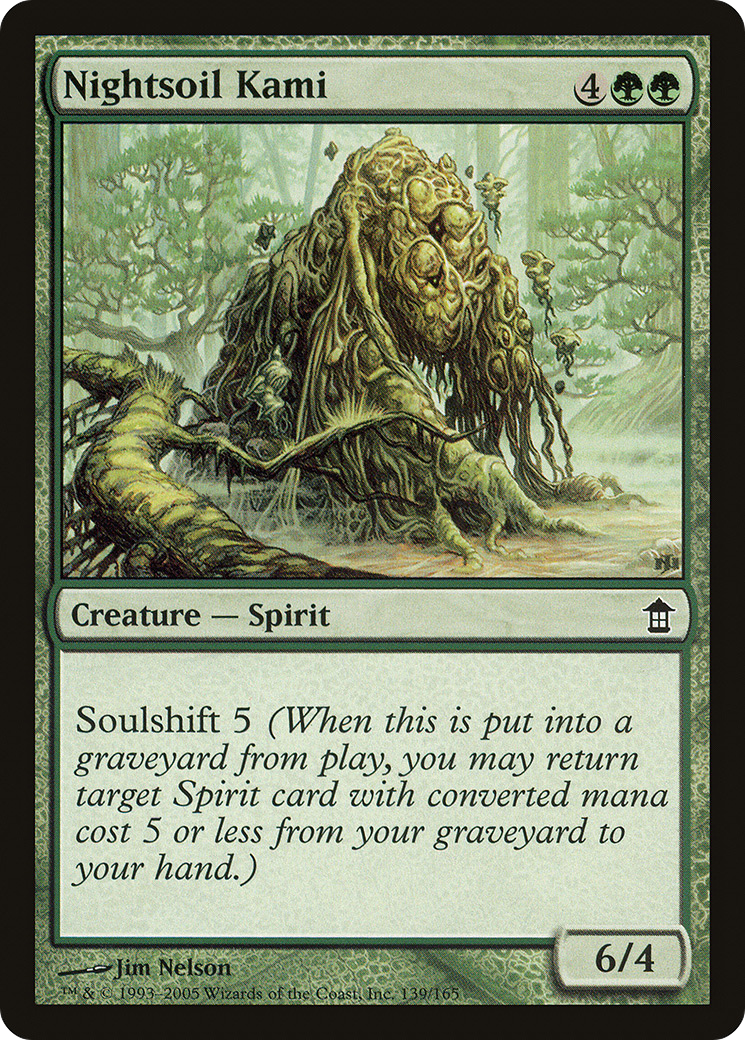 Nightsoil Kami 4
Creature — Spirit
Soulshift 5 (When this is put into a
graveyard from play, you may return
target Spirit card with converted mana
cost 5 or less from your graveyard to
your hand.)
6/4
Jim Nelson
™ & © 1993–2005 Wizards of the Coast, Inc. 139/165